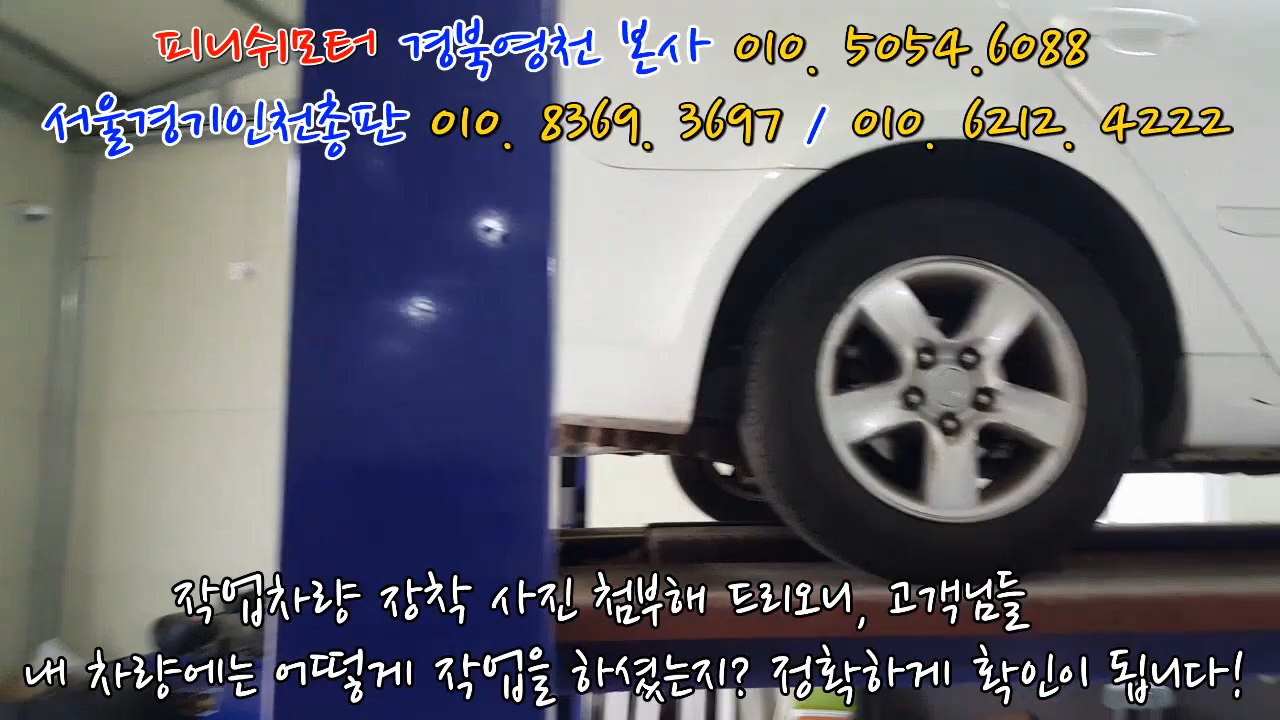 피니쉬모터 경북영천 본사 010. 5054.6088
서울경기인천총판 010. 8369. 3697 / 010. 6212. 4222
작업차량 장착 사진 첨부해 드리오니, 고객님들
내 차량에는 어떻게 작업을 하셨는지? 정확하게 확인이 됩니다!